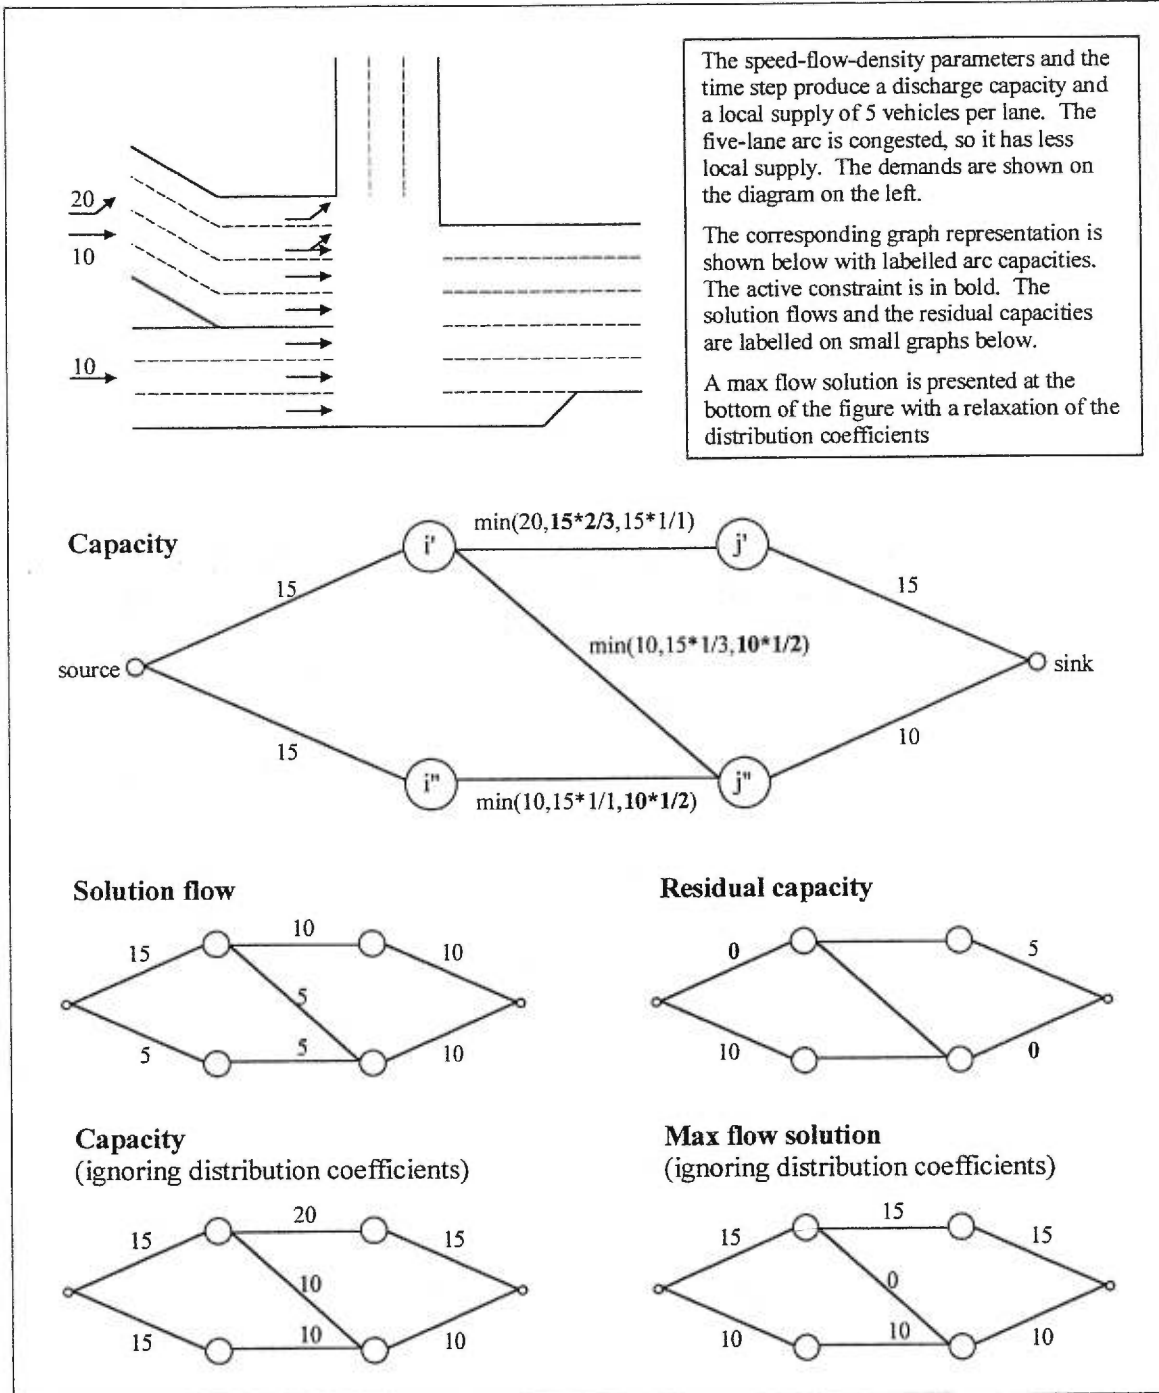 The speed-flow-density parameters and the
time step produce a discharge capacity and
a local supply of 5 vehicles per lane. The
five-lane arc is congested, so it has less
local supply. The demands are shown on
the diagram on the left.
The corresponding graph representation is
shown below with labelled arc capacities.
The active constraint is in bold. The
solution flows and the residual capacities
are labelled on small graphs below.
A max flow solution is presented at the
bottom of the figure with a relaxation of the
distribution coefficients
20
10
10
Capacity
min(20,15*2/3,15*1/1)
i'
j'
15
15
min(10,15*1/3,10*1/2)
source
sink
15
10
i"
j"
min(10,15*1/1,10*1/2)
Solution flow
10
15
10
5
5
5
10
Residual capacity
0
5
10
0
Capacity
(ignoring distribution coefficients)
20
15
15
10
15
10
10
Max flow solution
(ignoring distribution coefficients)
15
15
15
0
10
10
10